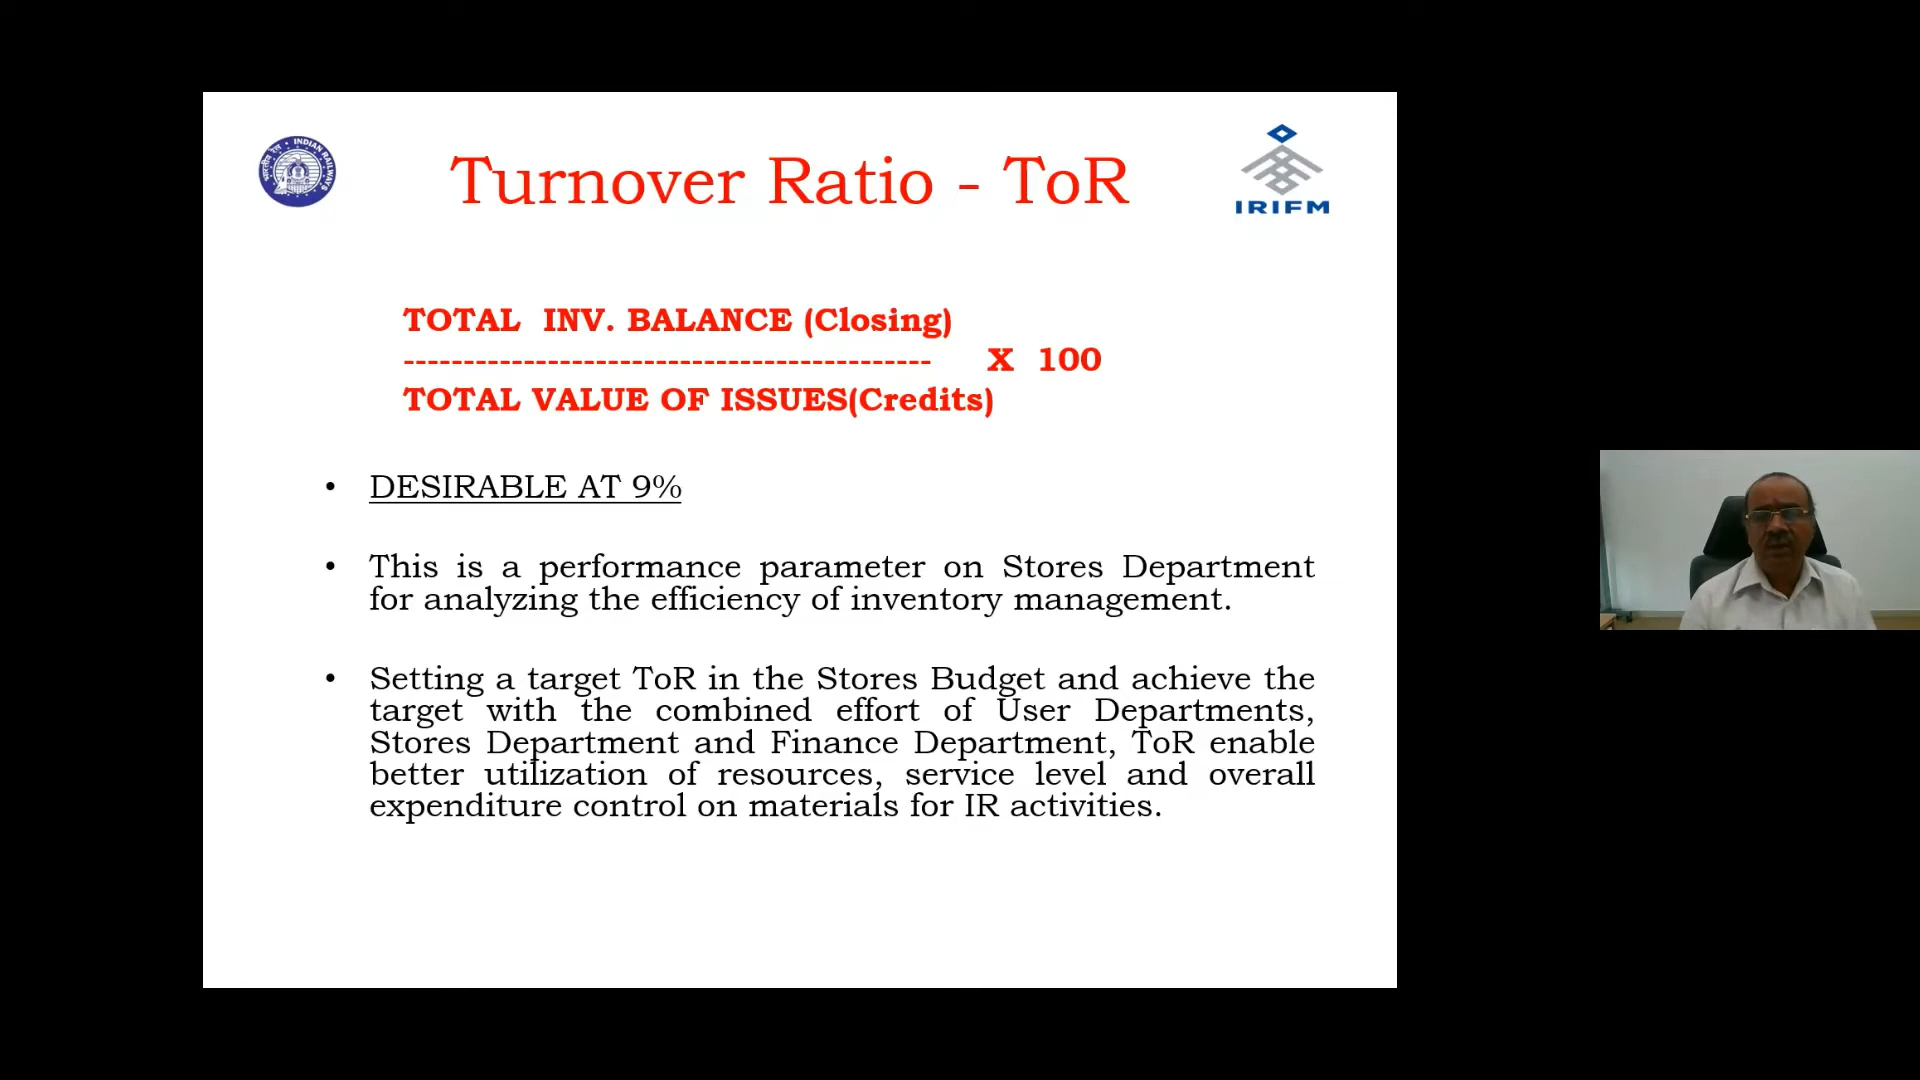 INDIAN RAILWAYS
भारतीय रेल
Turnover Ratio - ToR
IRIFM
TOTAL INV. BALANCE (Closing)
-------------------------------------------- X 100
TOTAL VALUE OF ISSUES(Credits)
• DESIRABLE AT 9%
• This is a performance parameter on Stores Department
for analyzing the efficiency of inventory management.
• Setting a target ToR in the Stores Budget and achieve the
target with the combined effort of User Departments,
Stores Department and Finance Department, ToR enable
better utilization of resources, service level and overall
expenditure control on materials for IR activities.